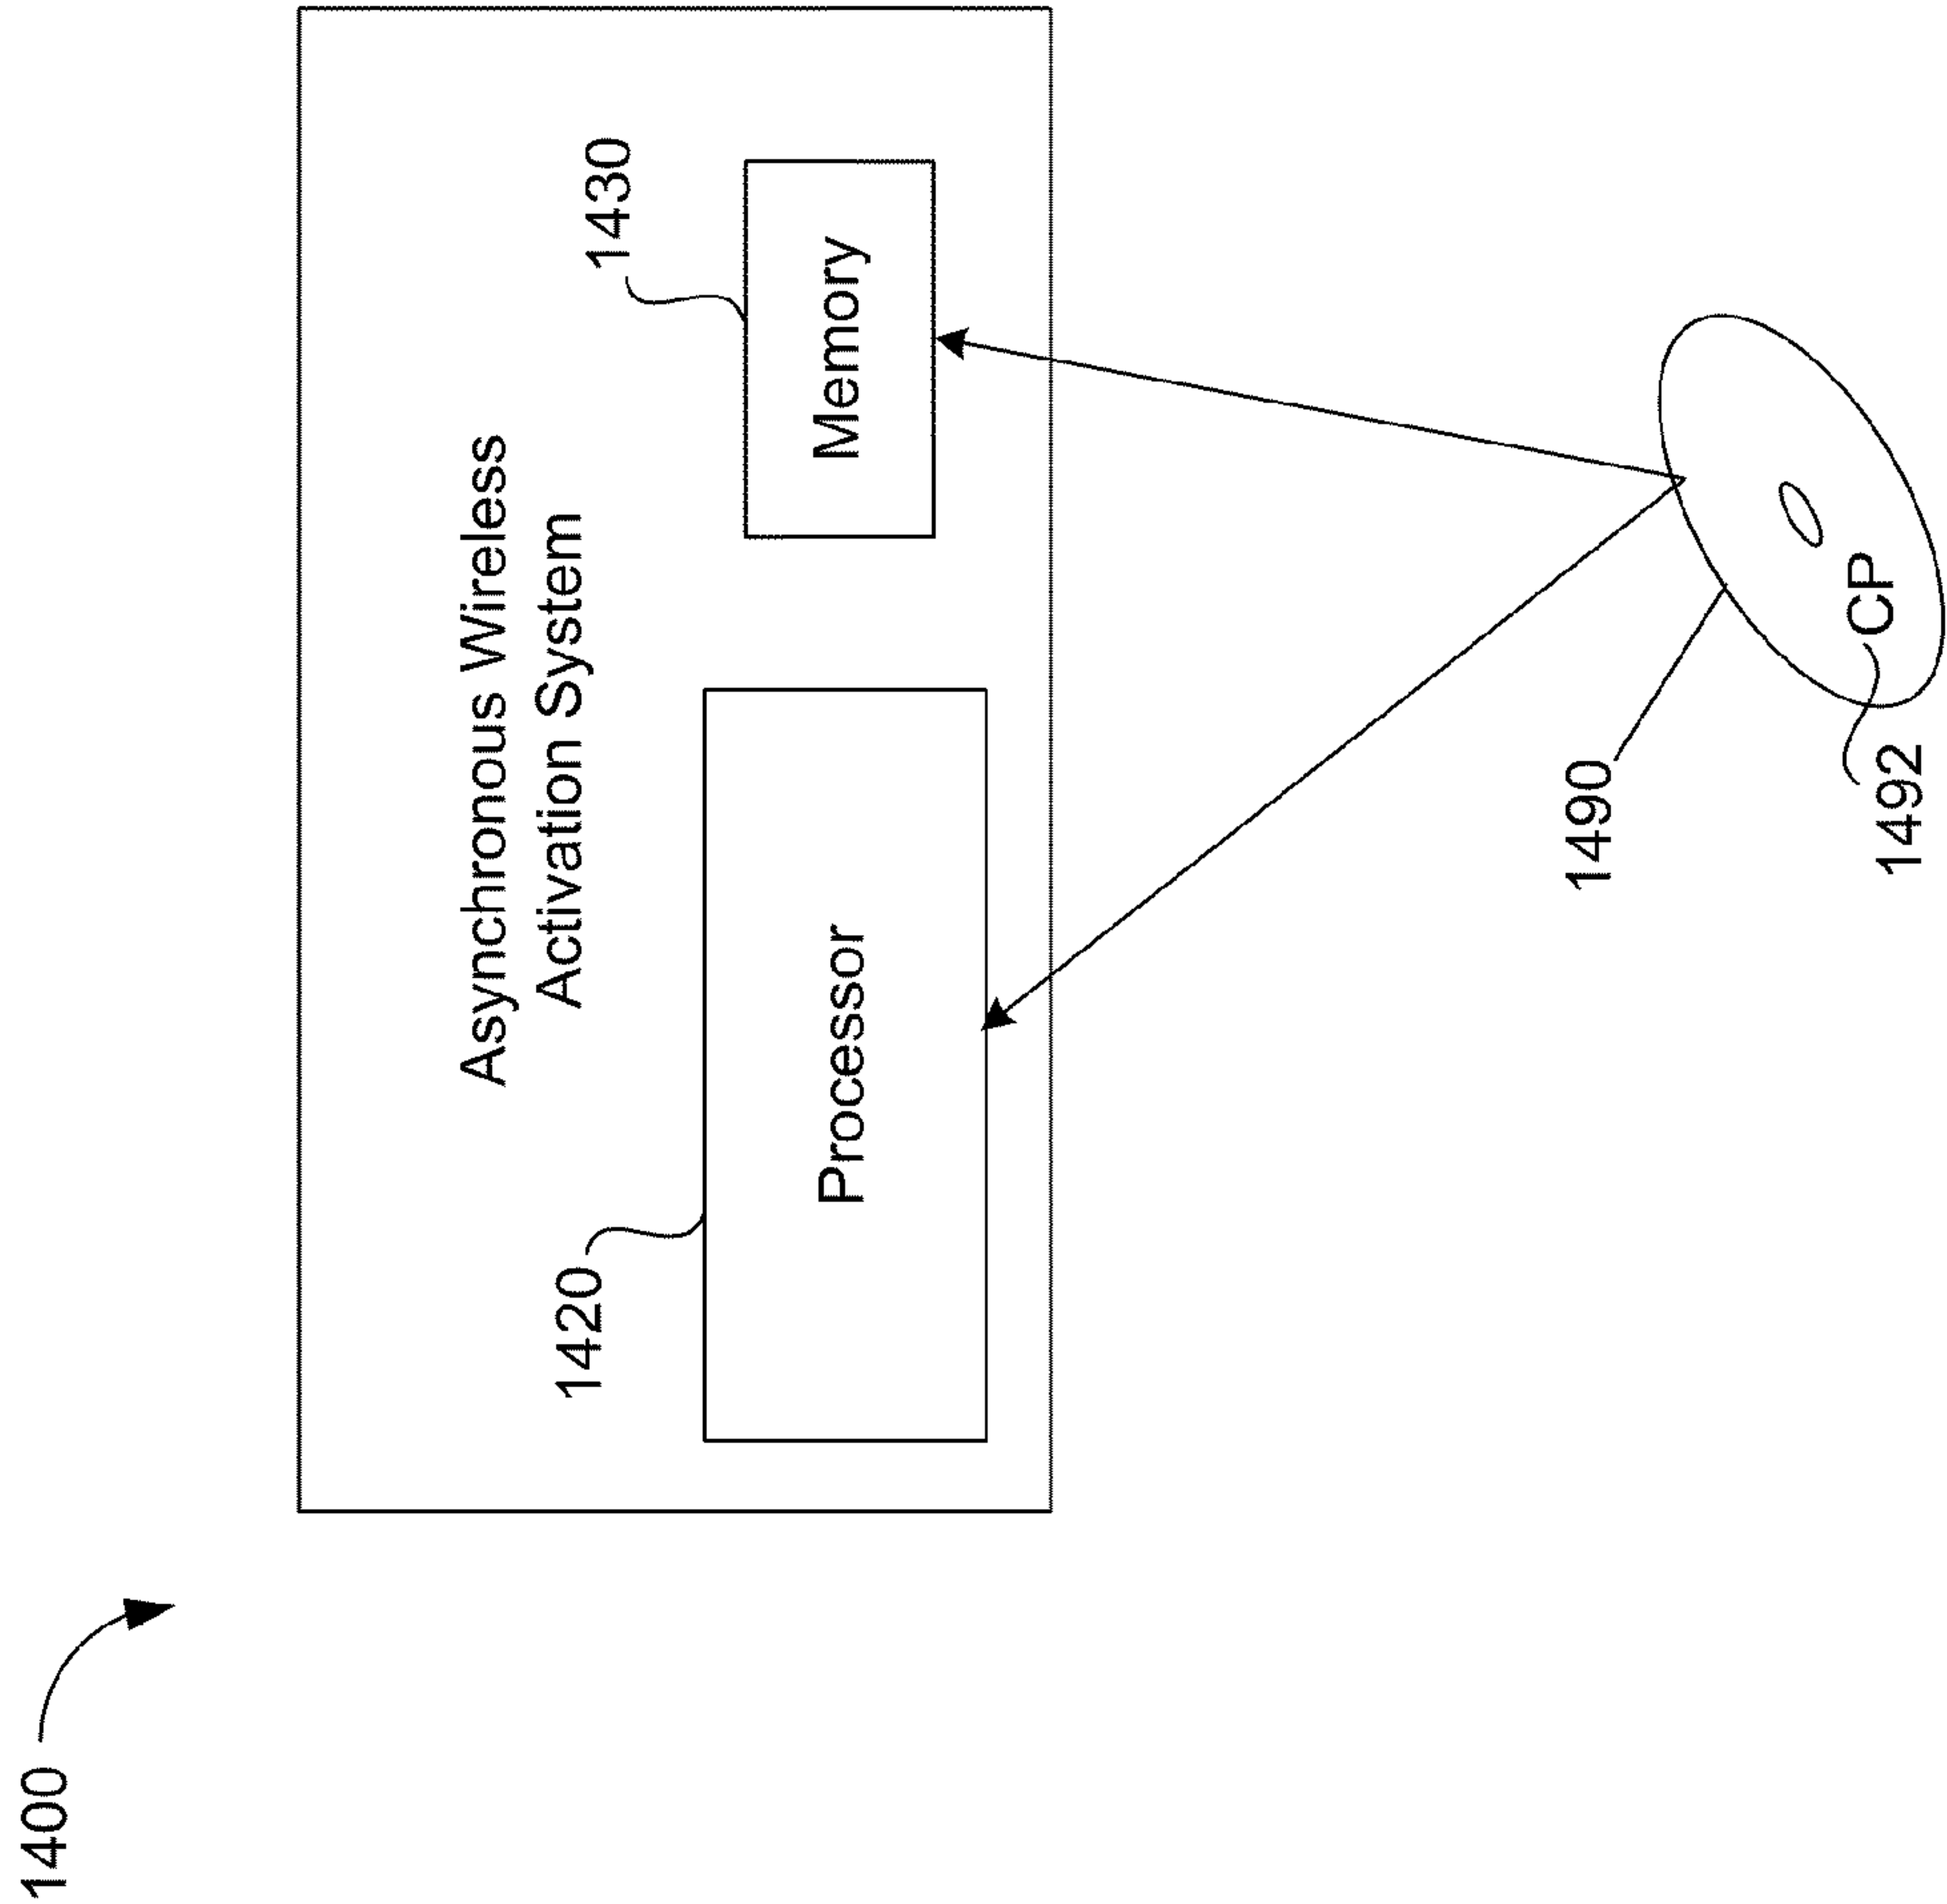 1400
Asynchronous Wireless
Activation System
1420
1430
Processor
Memory
1490
CP
1492